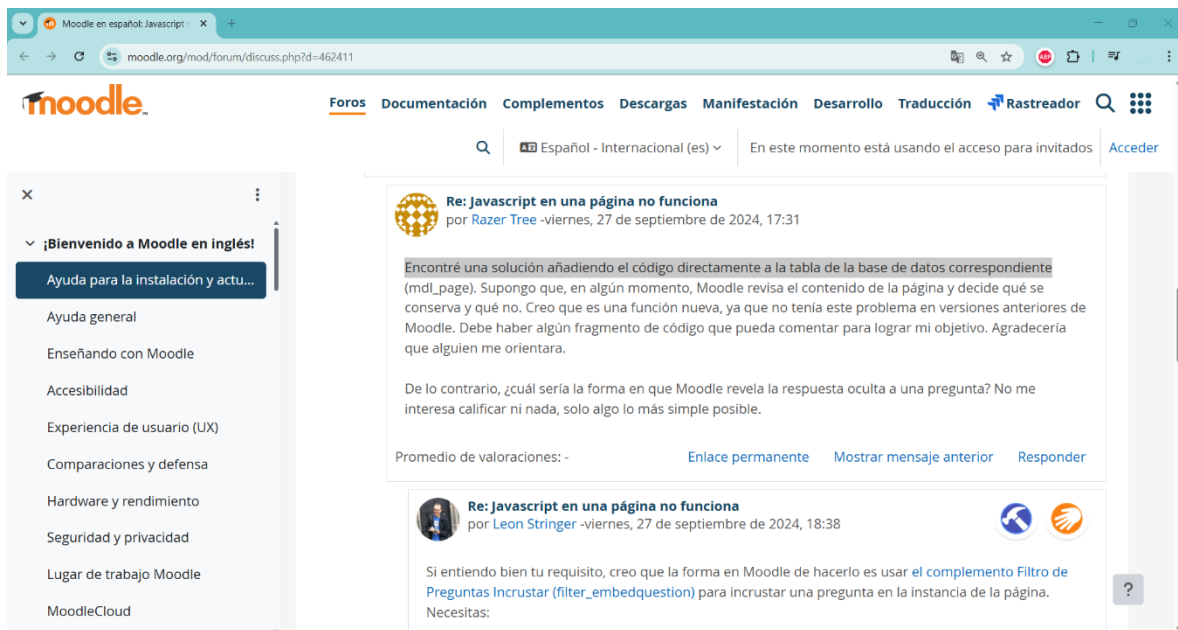 Moodle en español: Javascript r
moodle.org/mod/forum/discuss.php?d=462411
ABP
moodle
Foros Documentación Complementos Descargas Manifestación Desarrollo Traducción Rastreador
Español - Internacional (es) En este momento está usando el acceso para invitados Acceder
¡Bienvenido a Moodle en inglés!
Ayuda para la instalación y actu...
Ayuda general
Enseñando con Moodle
Accesibilidad
Experiencia de usuario (UX)
Comparaciones y defensa
Hardware y rendimiento
Seguridad y privacidad
Lugar de trabajo Moodle
MoodleCloud
Re: Javascript en una página no funciona
por Razer Tree -viernes, 27 de septiembre de 2024, 17:31
Encontré una solución añadiendo el código directamente a la tabla de la base de datos correspondiente
(mdl_page). Supongo que, en algún momento, Moodle revisa el contenido de la página y decide qué se
conserva y qué no. Creo que es una función nueva, ya que no tenía este problema en versiones anteriores de
Moodle. Debe haber algún fragmento de código que pueda comentar para lograr mi objetivo. Agradecería
que alguien me orientara.
De lo contrario, ¿cuál sería la forma en que Moodle revela la respuesta oculta a una pregunta? No me
interesa calificar ni nada, solo algo lo más simple posible.
Promedio de valoraciones: - Enlace permanente Mostrar mensaje anterior Responder
Re: Javascript en una página no funciona
por Leon Stringer -viernes, 27 de septiembre de 2024, 18:38
Si entiendo bien tu requisito, creo que la forma en Moodle de hacerlo es usar el complemento Filtro de
Preguntas Incrustar (filter_embedquestion) para incrustar una pregunta en la instancia de la página.
Necesitas:
?